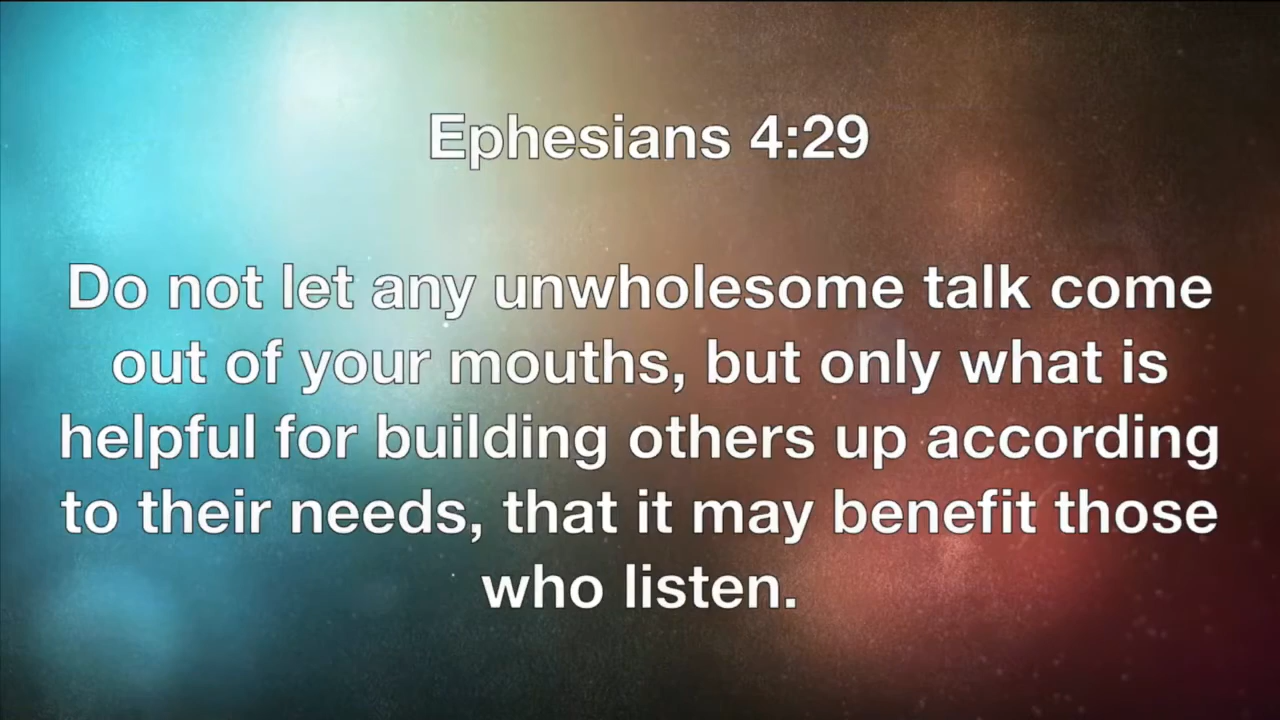 Ephesians 4:29
Do not let any unwholesome talk come
out of your mouths, but only what is
helpful for building others up according
to their needs, that it may benefit those
who listen.